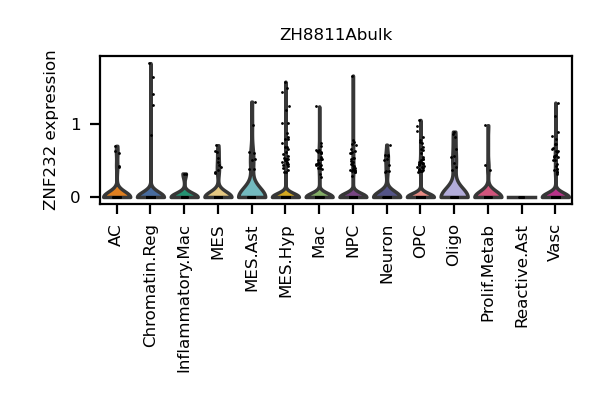 ZH8811Abulk
ZNF232 expression
1
0
AC
Chromatin.Reg
Inflammatory.Mac
MES
MES.Ast
MES.Hyp
Mac
NPC
Neuron
OPC
Oligo
Prolif.Metab
Reactive.Ast
Vasc